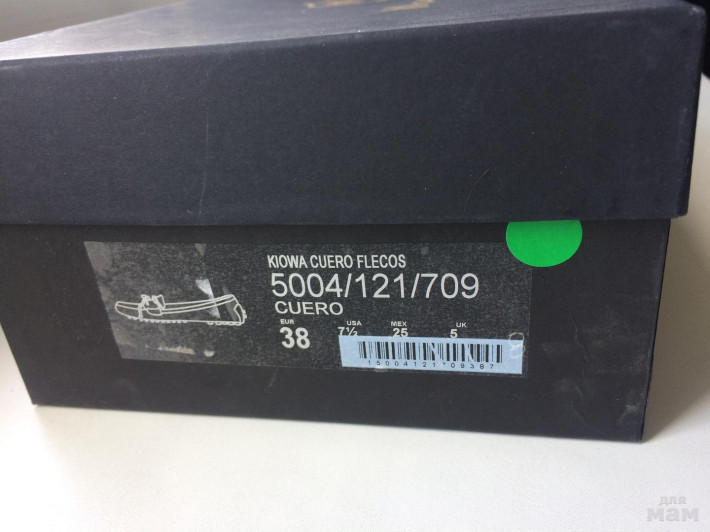 KIOWA CUERO FLECOS
5004/121/709
CUERO
EUR USA MEX UK
38 7½ 25 5
для
мам